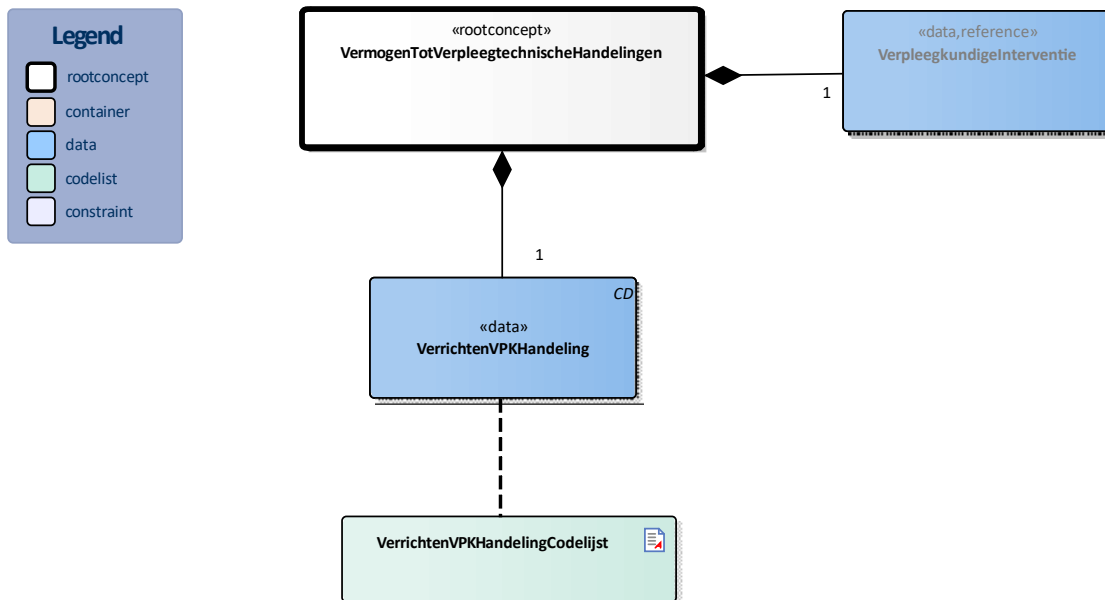 Legend
rootconcept
container
data
codelist
constraint
«rootconcept»
VermogenTotVerpleegtechnischeHandelingen
«data,reference»
VerpleegkundigeInterventie
1
1
CD
«data»
VerrichtenVPKHandeling
VerrichtenVPKHandelingCodelijst